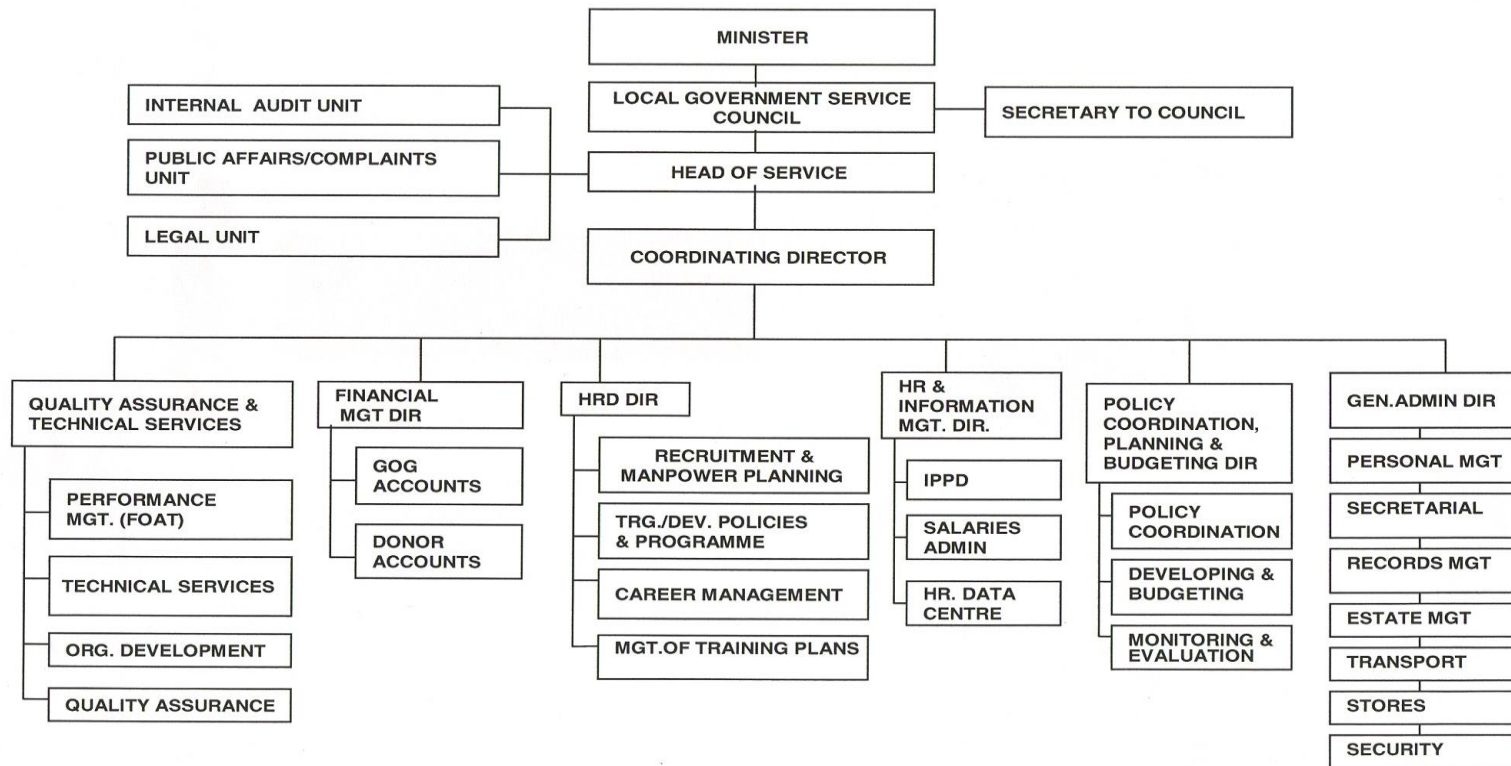 MINISTER
LOCAL GOVERNMENT SERVICE
COUNCIL
SECRETARY TO COUNCIL
HEAD OF SERVICE
INTERNAL AUDIT UNIT
PUBLIC AFFAIRS/COMPLAINTS
UNIT
LEGAL UNIT
COORDINATING DIRECTOR
QUALITY ASSURANCE &
TECHNICAL SERVICES
PERFORMANCE
MGT. (FOAT)
TECHNICAL SERVICES
ORG. DEVELOPMENT
QUALITY ASSURANCE
FINANCIAL
MGT DIR
GOG
ACCOUNTS
DONOR
ACCOUNTS
HRD DIR
RECRUITMENT &
MANPOWER PLANNING
TRG./DEV. POLICIES
& PROGRAMME
CAREER MANAGEMENT
MGT.OF TRAINING PLANS
HR &
INFORMATION
MGT. DIR.
IPPD
SALARIES
ADMIN
HR. DATA
CENTRE
POLICY
COORDINATION,
PLANNING &
BUDGETING DIR
POLICY
COORDINATION
DEVELOPING &
BUDGETING
MONITORING &
EVALUATION
GEN.ADMIN DIR
PERSONAL MGT
SECRETARIAL
RECORDS MGT
ESTATE MGT
TRANSPORT
STORES
SECURITY